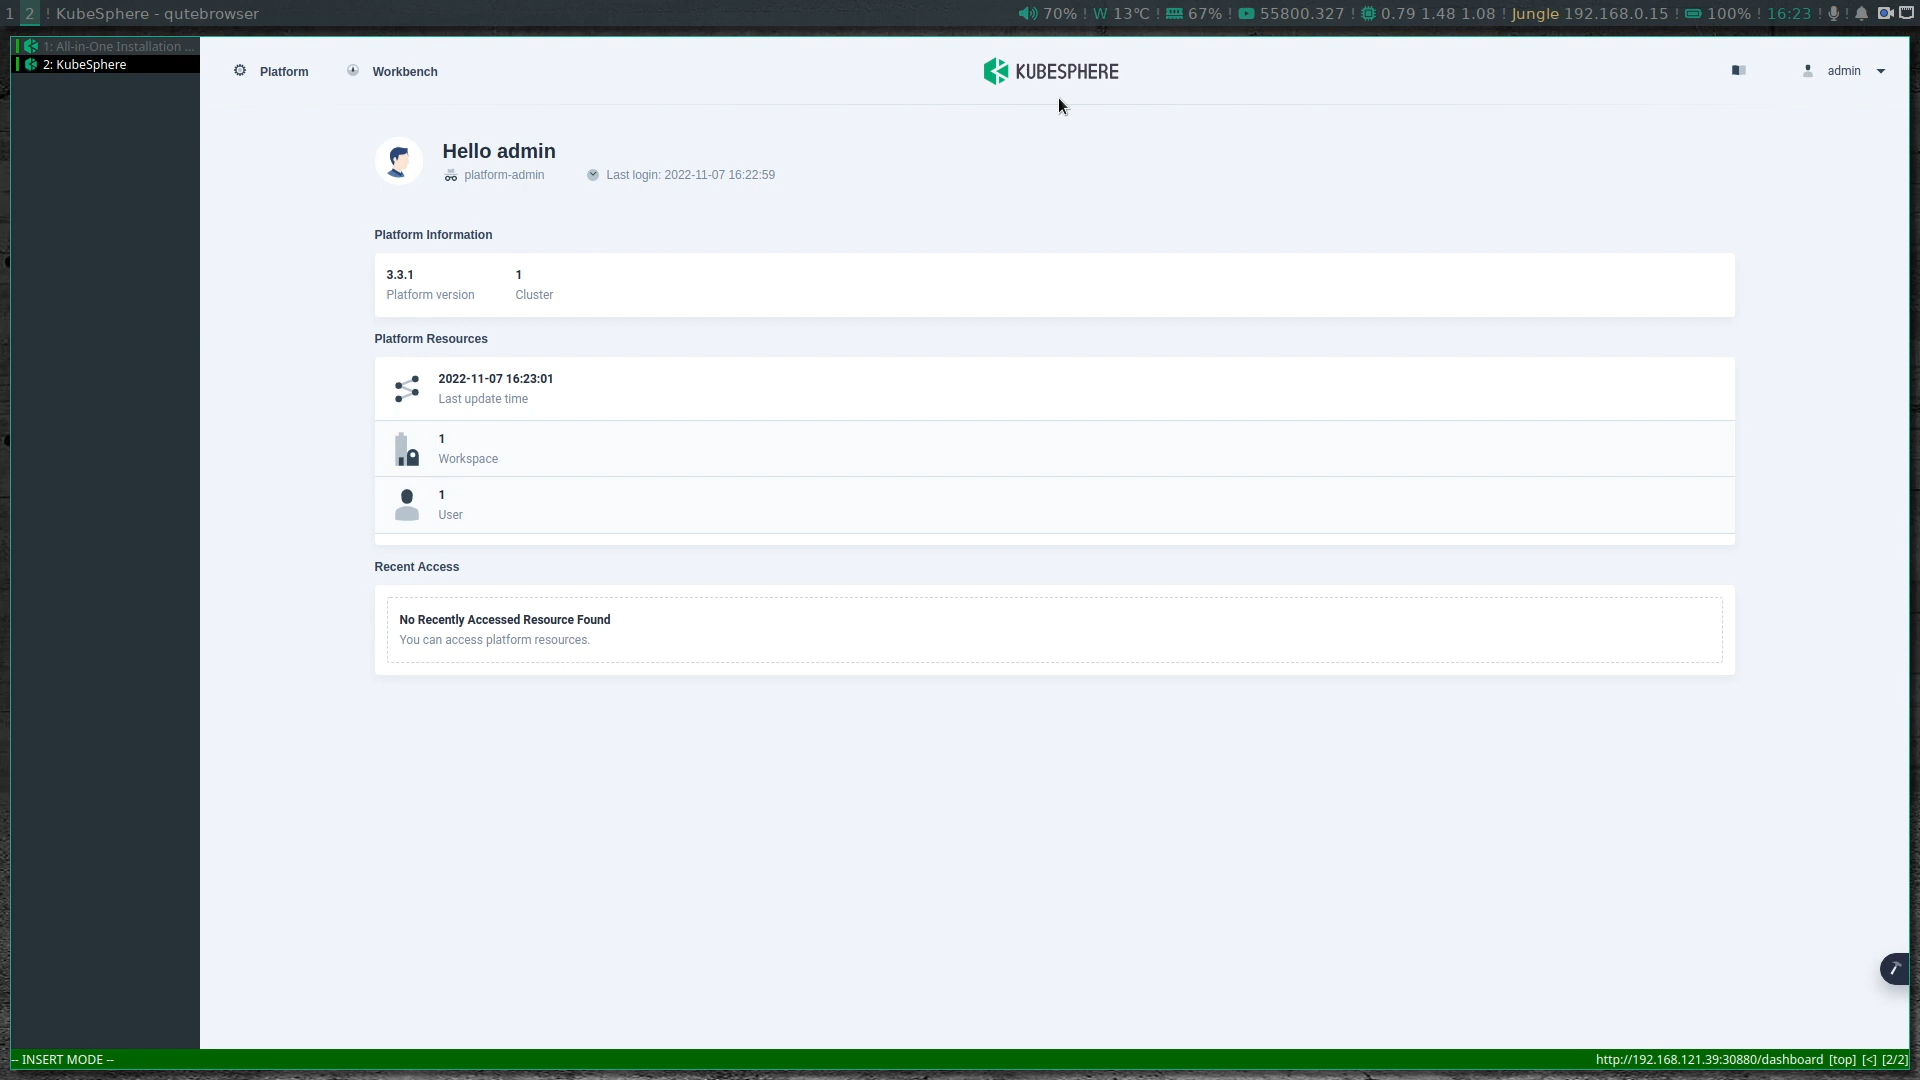 1 2 ! KubeSphere - qutebrowser 70% ! W 13°C ! 67% ! 55800.327 ! 0.79 1.48 1.08 ! Jungle 192.168.0.15 ! 100% ! 16:23 ! !
1: All-in-One Installation ...
2: KubeSphere
Platform Workbench KUBESPHERE admin
Hello admin
platform-admin Last login: 2022-11-07 16:22:59
Platform Information
3.3.1 1
Platform version Cluster
Platform Resources
2022-11-07 16:23:01
Last update time
1
Workspace
1
User
Recent Access
No Recently Accessed Resource Found
You can access platform resources.
-- INSERT MODE -- http://192.168.121.39:30880/dashboard [top] [<] [2/2]